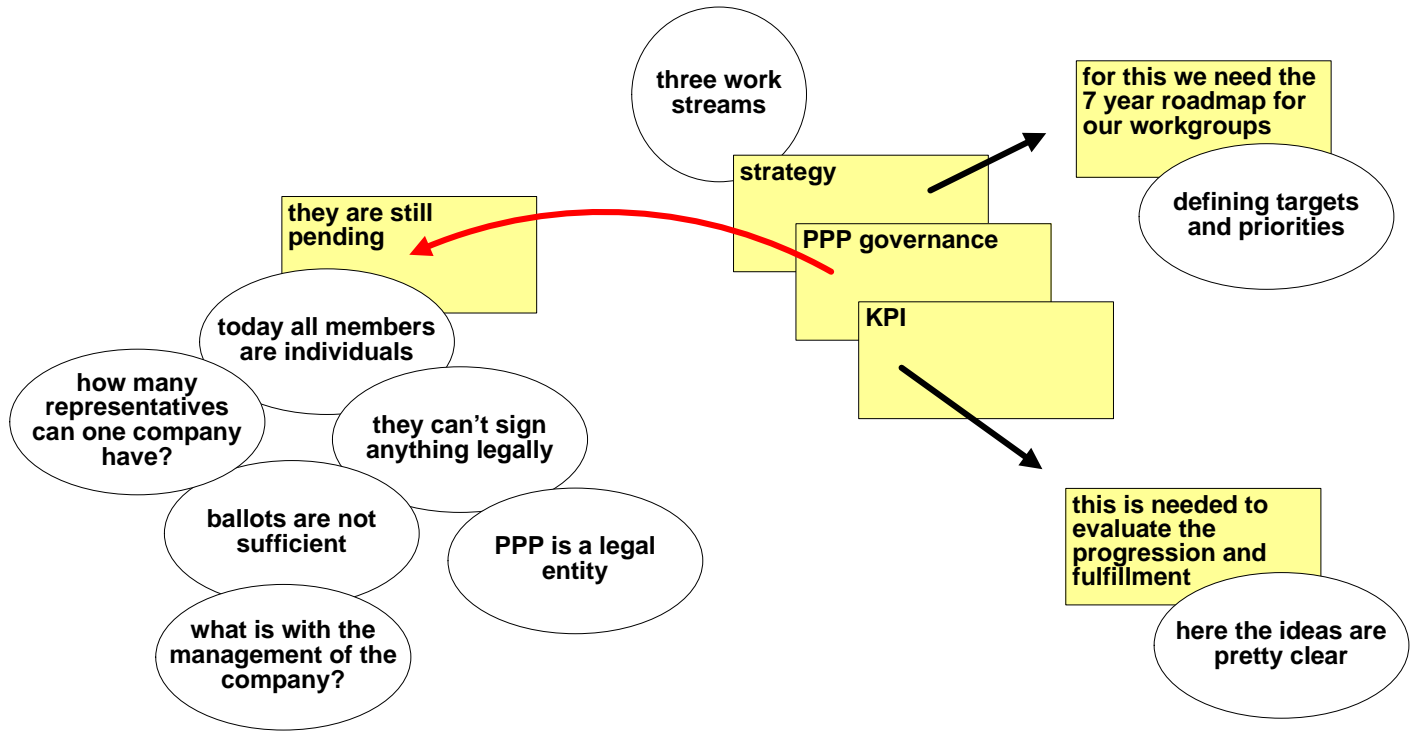 three work
streams
for this we need the
7 year roadmap for
our workgroups
strategy
defining targets
and priorities
they are still
pending
PPP governance
KPI
today all members
are individuals
how many
representatives
can one company
have?
they can’t sign
anything legally
ballots are not
sufficient
PPP is a legal
entity
this is needed to
evaluate the
progression and
fulfillment
what is with the
management of the
company?
here the ideas are
pretty clear